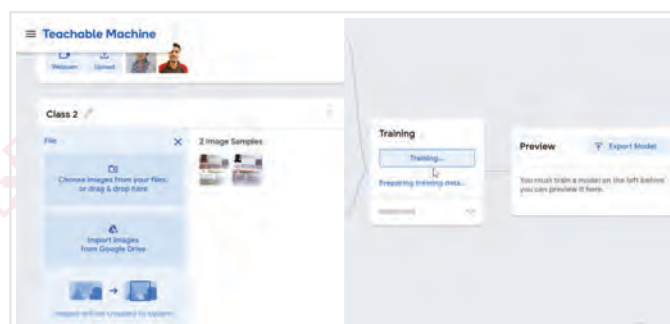 Teachable Machine
Webcam Upload
Class 2
File
2 Image Samples
Choose images from your files,
or drag & drop here
Import images
from Google Drive
Training
Training...
Preparing training data...
Preview
Export Model
You must train a model on the left before
you can preview it here.